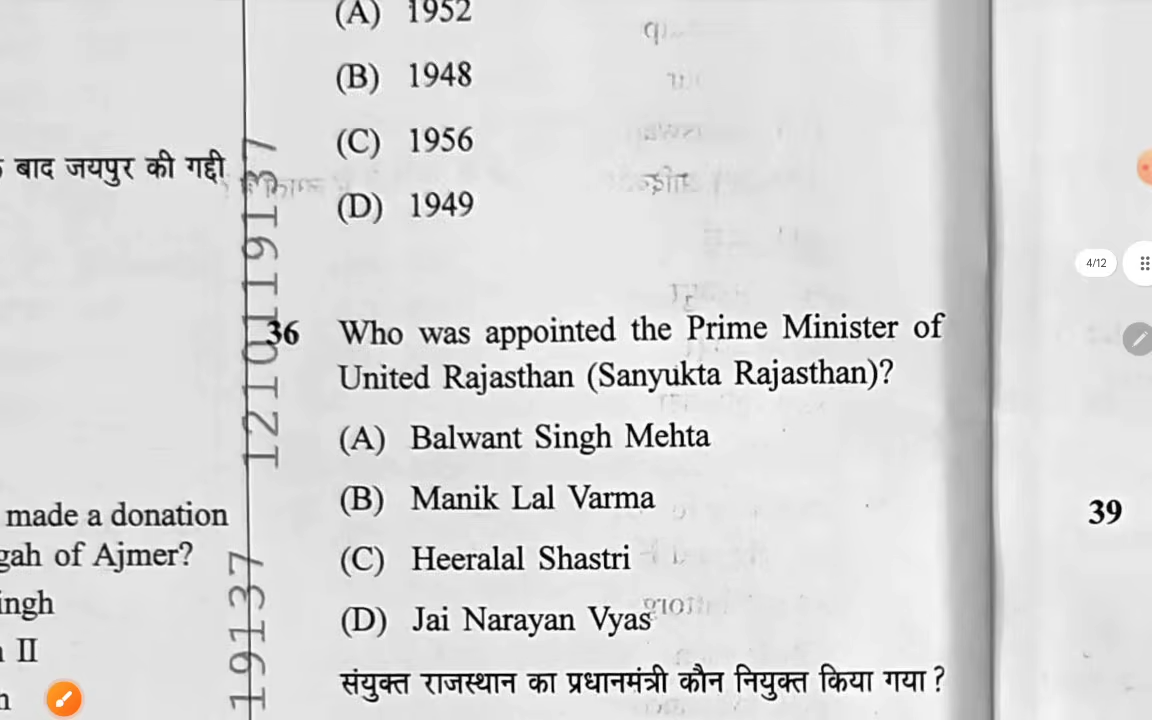 (A) 1952
(B) 1948
(C) 1956
(D) 1949
बाद जयपुर की गद्दी
made a donation
gah of Ajmer?
ingh
II
1210119137
19137
36 Who was appointed the Prime Minister of
United Rajasthan (Sanyukta Rajasthan)?
(A) Balwant Singh Mehta
(B) Manik Lal Varma
(C) Heeralal Shastri
(D) Jai Narayan Vyas
संयुक्त राजस्थान का प्रधानमंत्री कौन नियुक्त किया गया ?
4/12
39